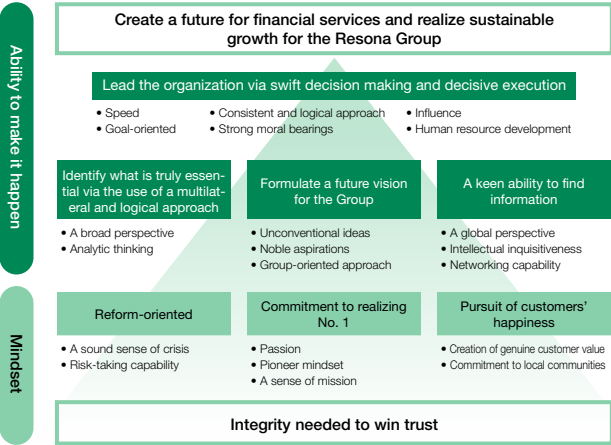 Create a future for financial services and realize sustainable
growth for the Resona Group
Ability to make it happen
Lead the organization via swift decision making and decisive execution
• Speed
• Goal-oriented
• Consistent and logical approach
• Strong moral bearings
• Influence
• Human resource development
Identify what is truly essen-
tial via the use of a multilat-
eral and logical approach
• A broad perspective
• Analytic thinking
Formulate a future vision
for the Group
• Unconventional ideas
• Noble aspirations
• Group-oriented approach
A keen ability to find
information
• A global perspective
• Intellectual inquisitiveness
• Networking capability
Mindset
Reform-oriented
• A sound sense of crisis
• Risk-taking capability
Commitment to realizing
No. 1
• Passion
• Pioneer mindset
• A sense of mission
Pursuit of customers'
happiness
• Creation of genuine customer value
• Commitment to local communities
Integrity needed to win trust